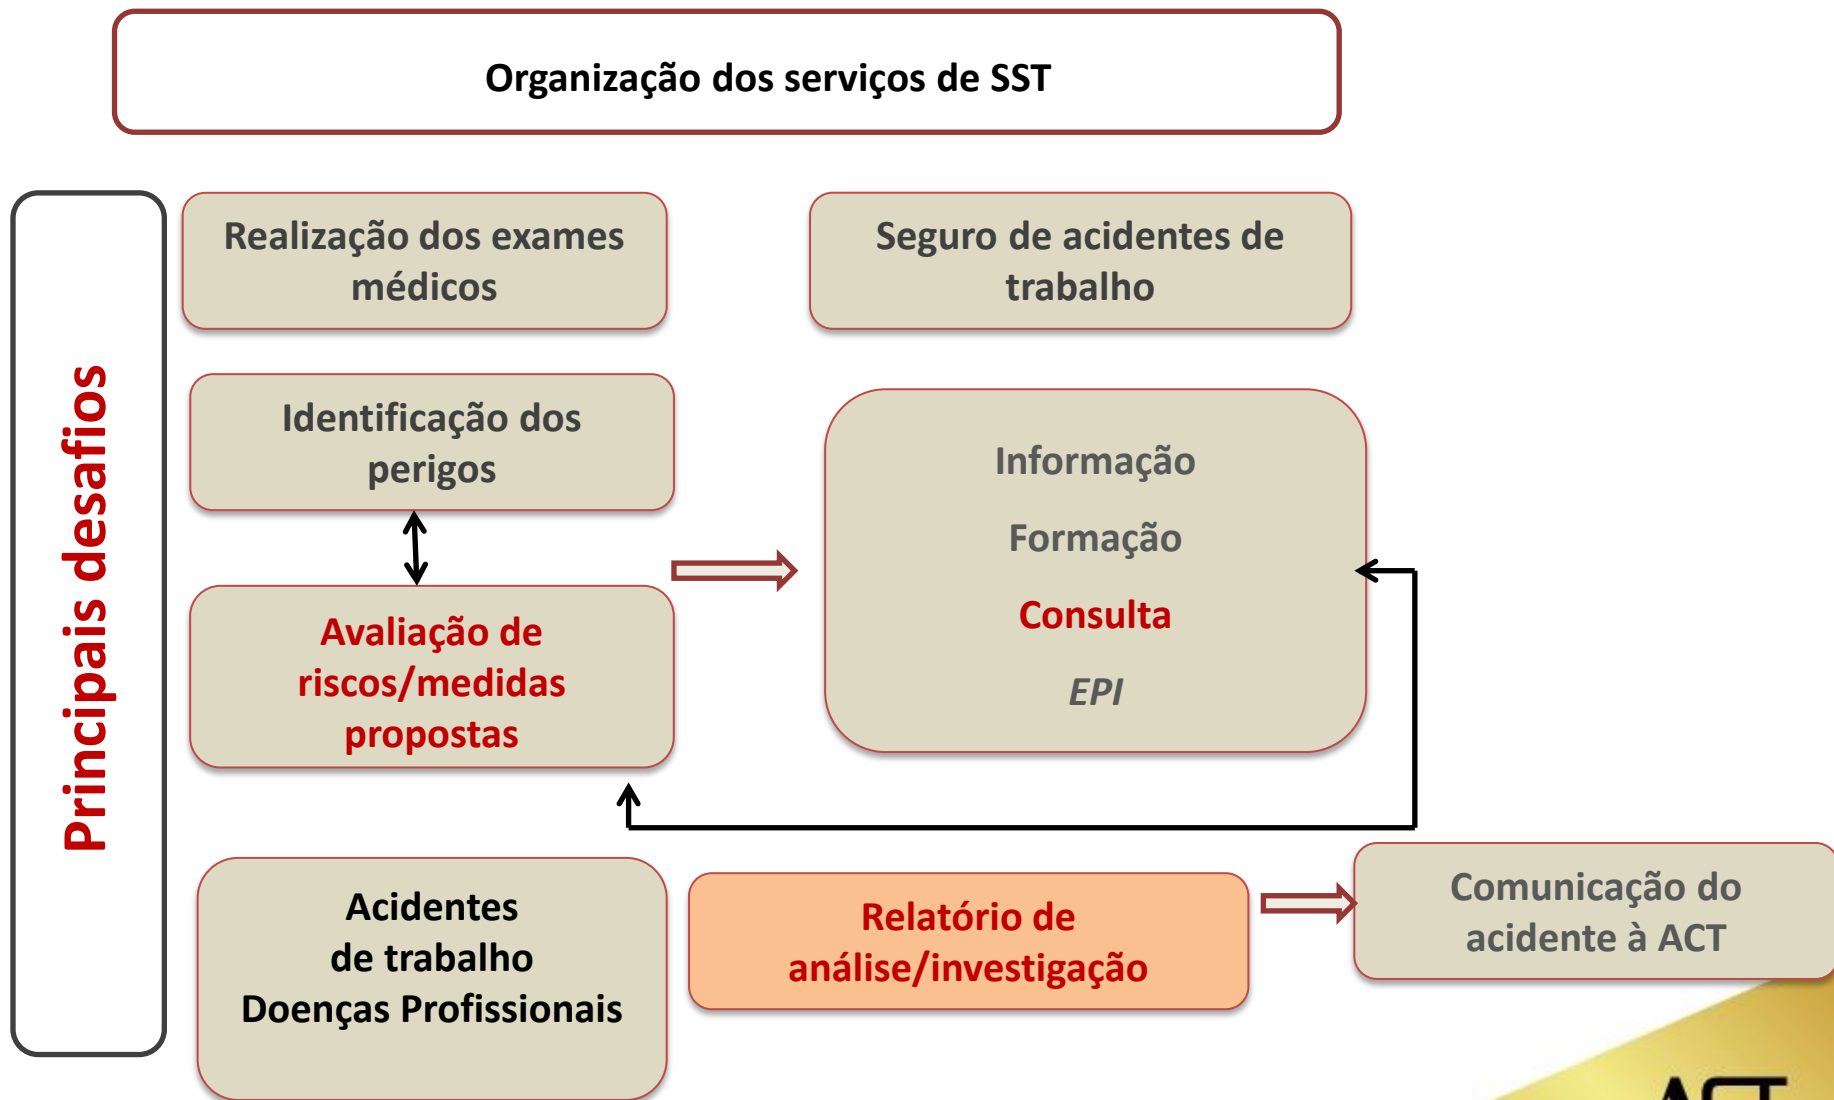 Organização dos serviços de SST
Principais desafios
Realização dos exames
médicos
Seguro de acidentes de
trabalho
Identificação dos
perigos
Informação
Formação
Consulta
EPI
Avaliação de
riscos/medidas
propostas
Acidentes
de trabalho
Doenças Profissionais
Relatório de
análise/investigação
Comunicação do
acidente à ACT
ACT